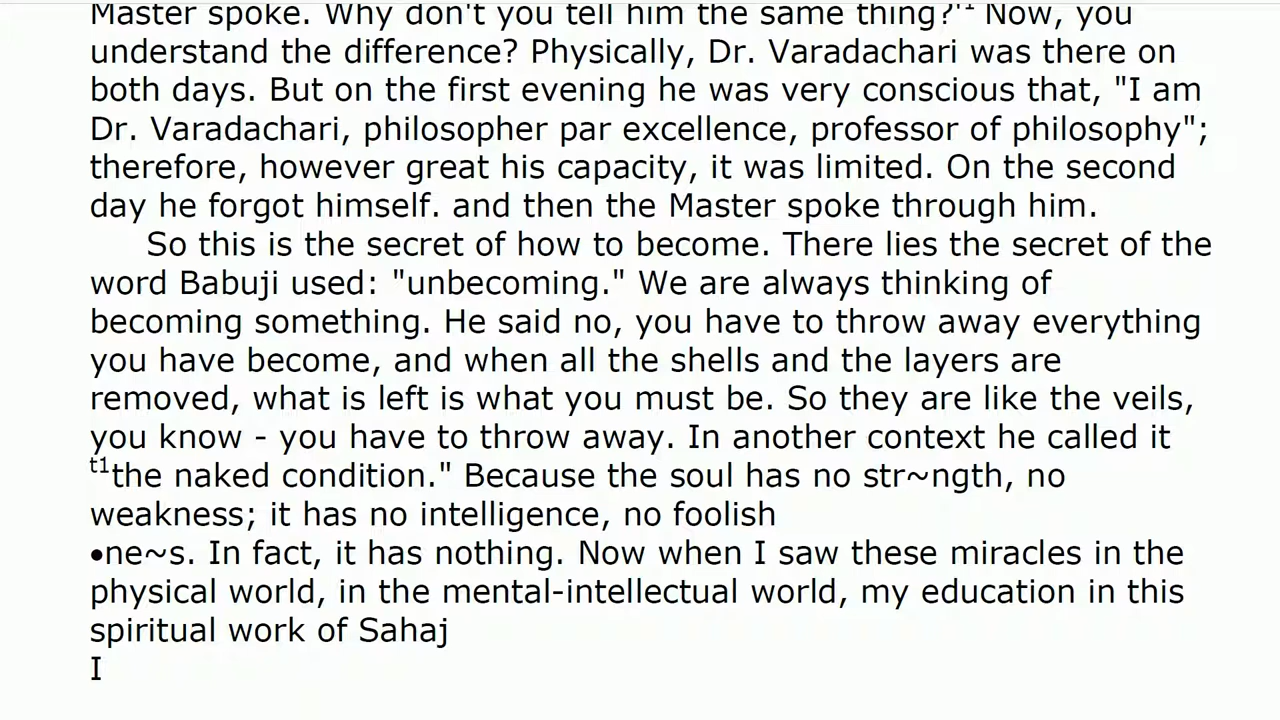 Master spoke. Why don't you tell him the same thing?'¹ Now, you
understand the difference? Physically, Dr. Varadachari was there on
both days. But on the first evening he was very conscious that, "I am
Dr. Varadachari, philosopher par excellence, professor of philosophy";
therefore, however great his capacity, it was limited. On the second
day he forgot himself. and then the Master spoke through him.
So this is the secret of how to become. There lies the secret of the
word Babuji used: "unbecoming." We are always thinking of
becoming something. He said no, you have to throw away everything
you have become, and when all the shells and the layers are
removed, what is left is what you must be. So they are like the veils,
you know - you have to throw away. In another context he called it
t1the naked condition." Because the soul has no str~ngth, no
weakness; it has no intelligence, no foolish
•ne~s. In fact, it has nothing. Now when I saw these miracles in the
physical world, in the mental-intellectual world, my education in this
spiritual work of Sahaj
I